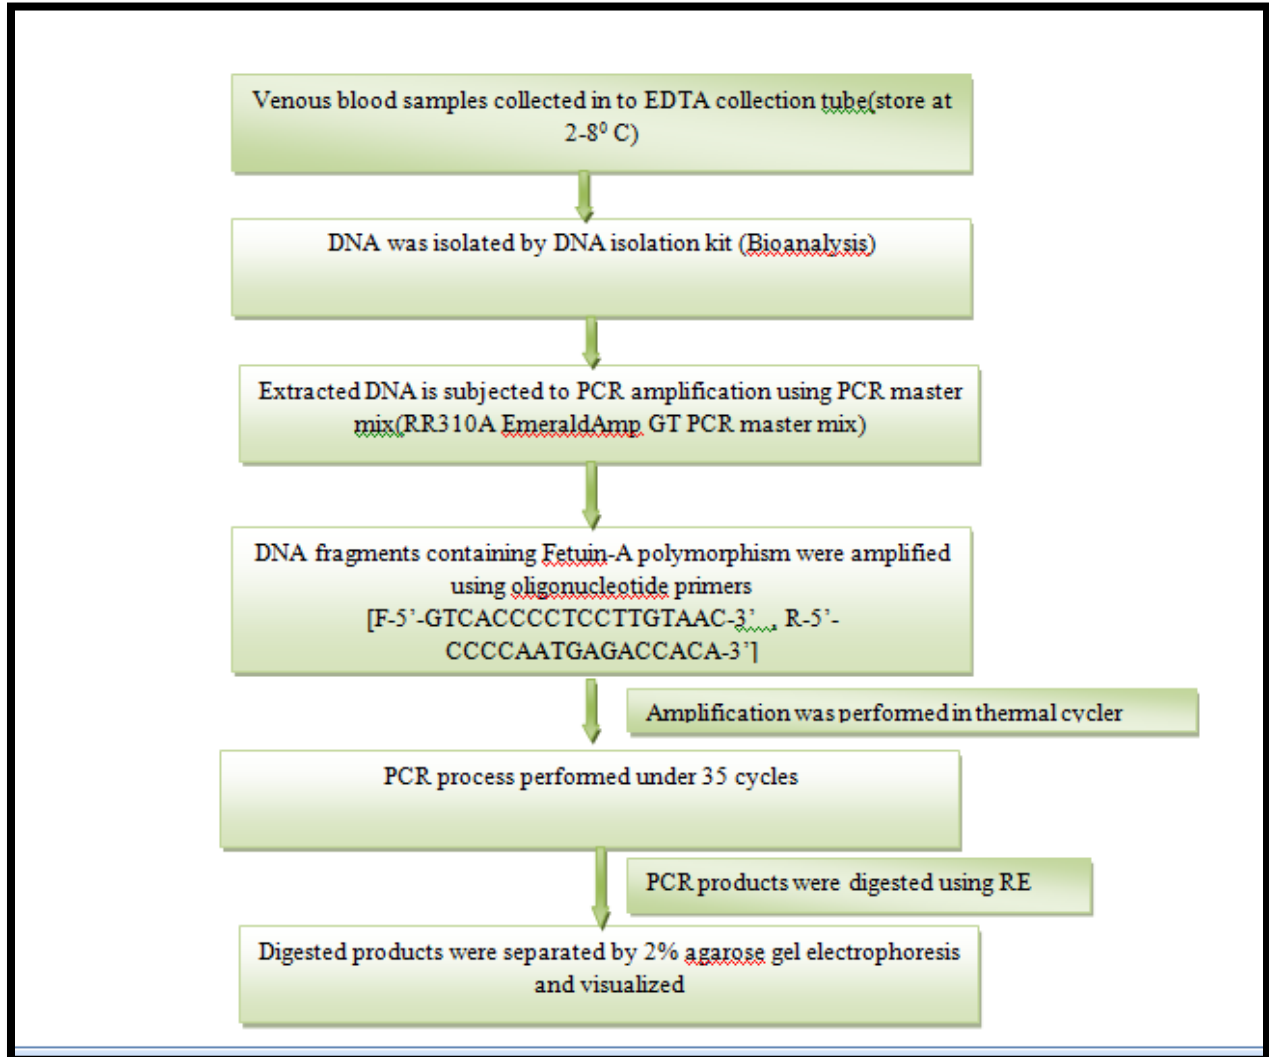 Venous blood samples collected in to EDTA collection tube(store at
2-8⁰ C)
DNA was isolated by DNA isolation kit (Bioanalysis)
Extracted DNA is subjected to PCR amplification using PCR master
mix(RR310A EmeraldAmp GT PCR master mix)
DNA fragments containing Fetuin-A polymorphism were amplified
using oligonucleotide primers
[F-5’-GTCACCCCTCCTTGTAAC-3’ , R-5’-
CCCCAATGAGACCACA-3’]
Amplification was performed in thermal cycler
PCR process performed under 35 cycles
PCR products were digested using RE
Digested products were separated by 2% agarose gel electrophoresis
and visualized